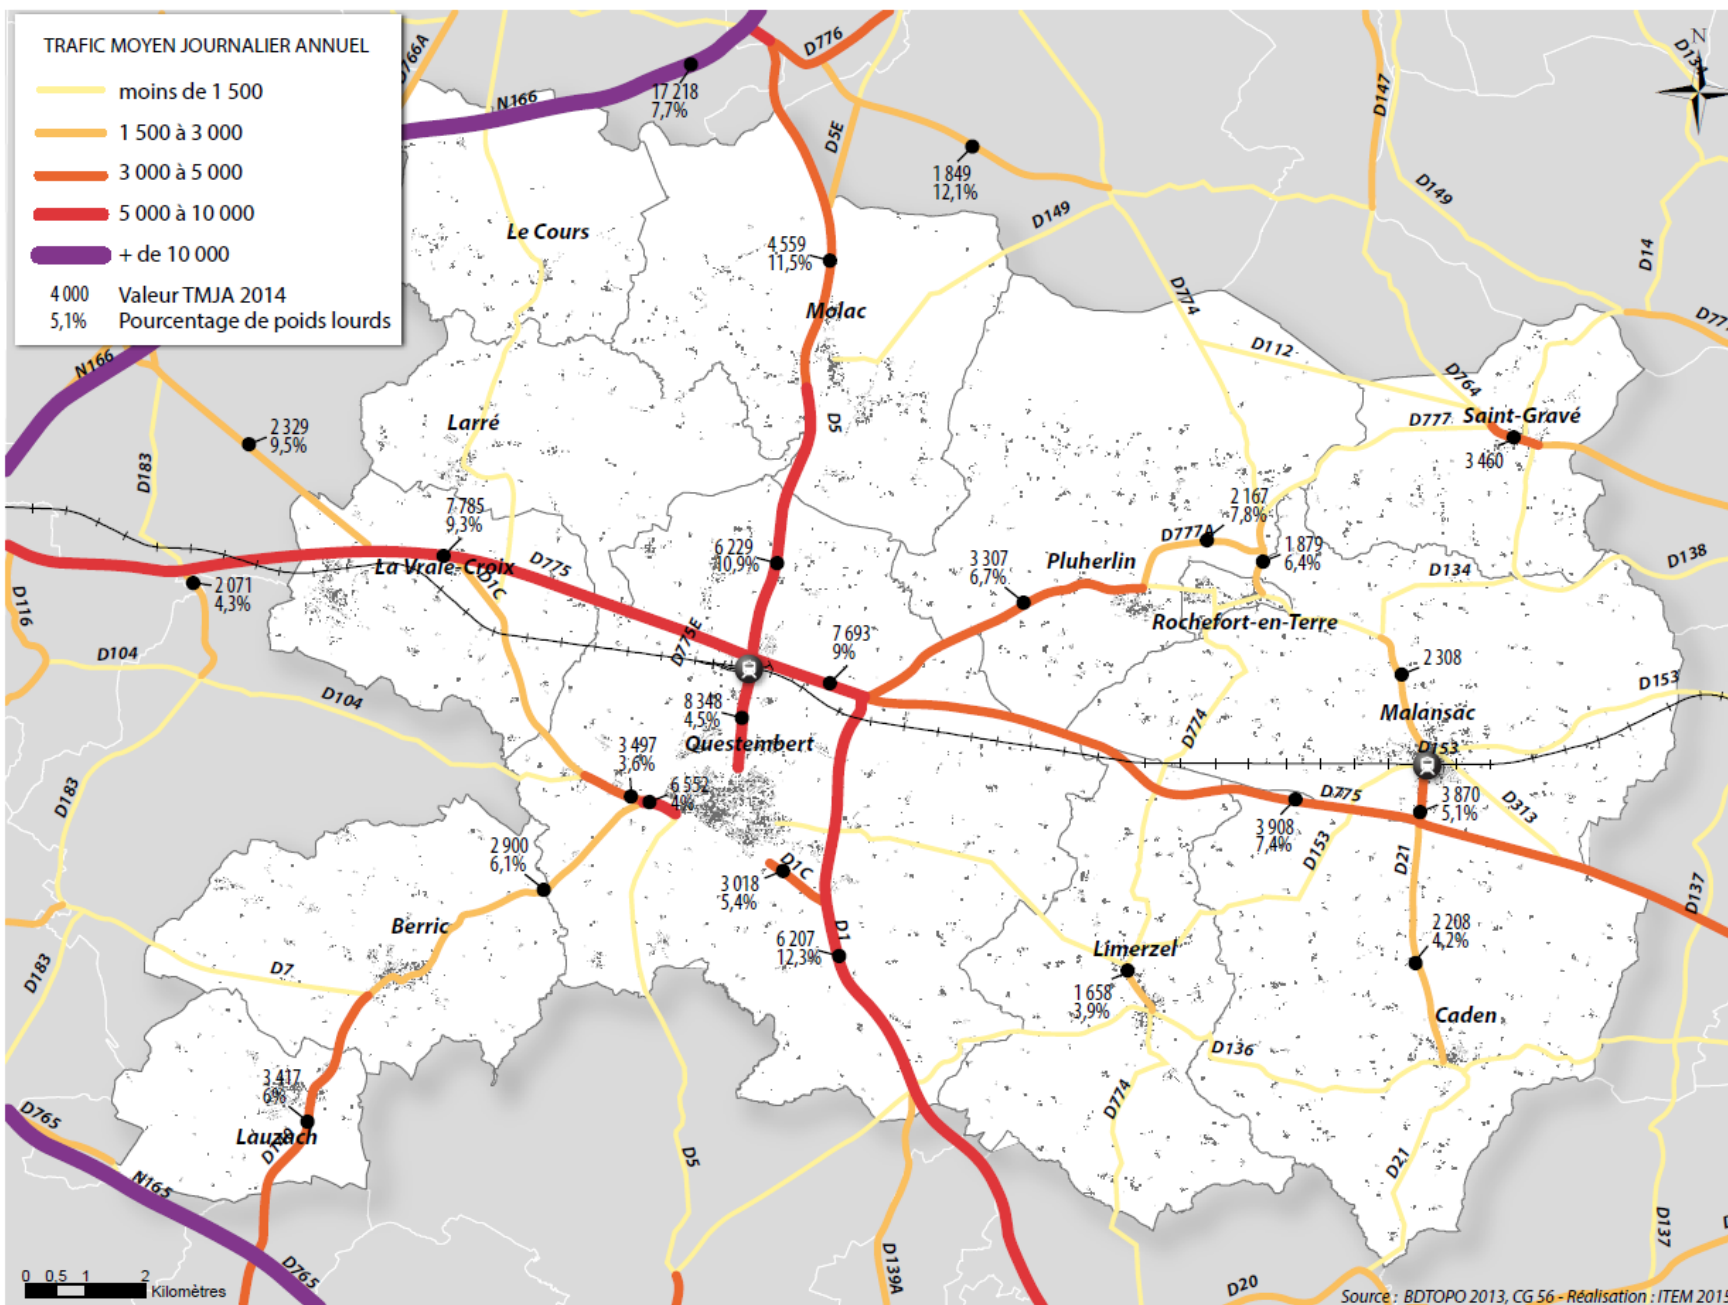 TRAFIC MOYEN JOURNALIER ANNUEL
moins de 1 500
1 500 à 3 000
3 000 à 5 000
5 000 à 10 000
+ de 10 000
4 000 Valeur TMJA 2014
5,1% Pourcentage de poids lourds
D766A
D776
N
D134
N166
17 218
7,7%
D147
D5E
1 849
12,1%
D149
D149
Le Cours
4 559
11,5%
D14
D774
Molac
N166
D112
D764
Saint-Gravé
D777
Larré
D5
2 329
9,5%
D183
3 460
7 785
9,3%
2 167
7,8%
D777A
6 229
10,9%
1 879
6,4%
3 307
6,7%
Pluherlin
La Vraie-Croix
D775
D1C
D134
D138
2 071
4,3%
D116
Rochefort-en-Terre
7 693
9%
D775E
D104
2 308
D104
D153
8 348
4,5%
Malansac
D774
Questembert
3 497
3,6%
D153
6 552
4%
D183
D775
3 870
5,1%
D313
3 908
7,4%
D153
2 900
6,1%
D21
D1C
3 018
5,4%
D137
Berric
D1
2 208
4,2%
6 207
12,3%
Limerzel
D7
D183
1 658
3,9%
Caden
D136
3 417
6%
D774
D765
Lauzach
D5
D21
N165
D137
D765
D139A
D20
0 0,5 1 2
Kilomètres
Source : BDTOPO 2013, CG 56 - Réalisation : ITEM 2015